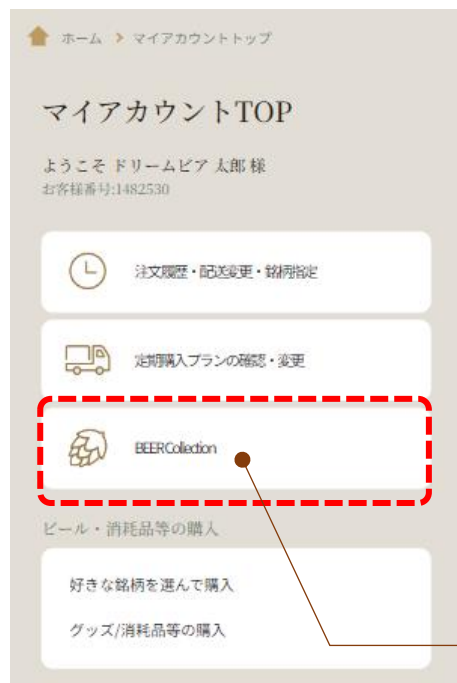 ホーム > マイアカウントトップ
マイアカウントTOP
ようこそ ドリームビア 太郎 様
お客様番号:1482530
注文履歴・配送変更・銘柄指定
定期購入プランの確認・変更
BEER Collection
ビール・消耗品等の購入
好きな銘柄を選んで購入
グッズ/消耗品等の購入